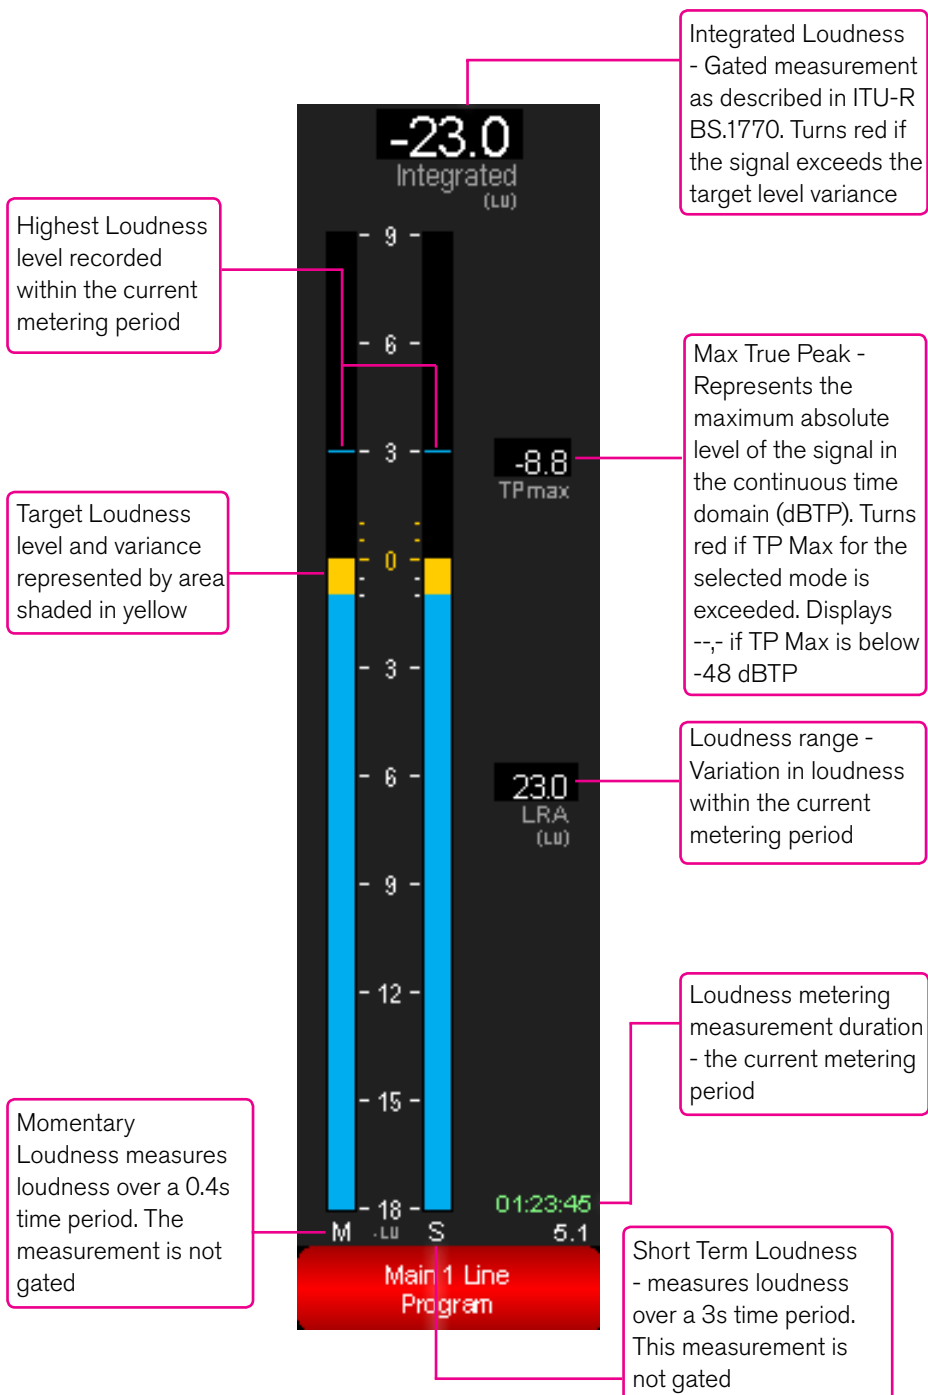 Integrated Loudness
- Gated measurement
as described in ITU-R
BS.1770. Turns red if
the signal exceeds the
target level variance
-23.0
Integrated
(LU)
Highest Loudness
level recorded
within the current
metering period
- 9 -
- 6 -
- 3 -
- 0 -
- 3 -
- 6 -
- 9 -
- 12 -
- 15 -
- 18 -
Max True Peak -
Represents the
maximum absolute
level of the signal in
the continuous time
domain (dBTP). Turns
red if TP Max for the
selected mode is
exceeded. Displays
--,- if TP Max is below
-48 dBTP
-8.8
TPmax
Target Loudness
level and variance
represented by area
shaded in yellow
Loudness range -
Variation in loudness
within the current
metering period
23.0
LRA
(LU)
Loudness metering
measurement duration
- the current metering
period
Momentary
Loudness measures
loudness over a 0.4s
time period. The
measurement is not
gated
01:23:45
M -LU S 5.1
Main 1 Line
Program
Short Term Loudness
- measures loudness
over a 3s time period.
This measurement is
not gated